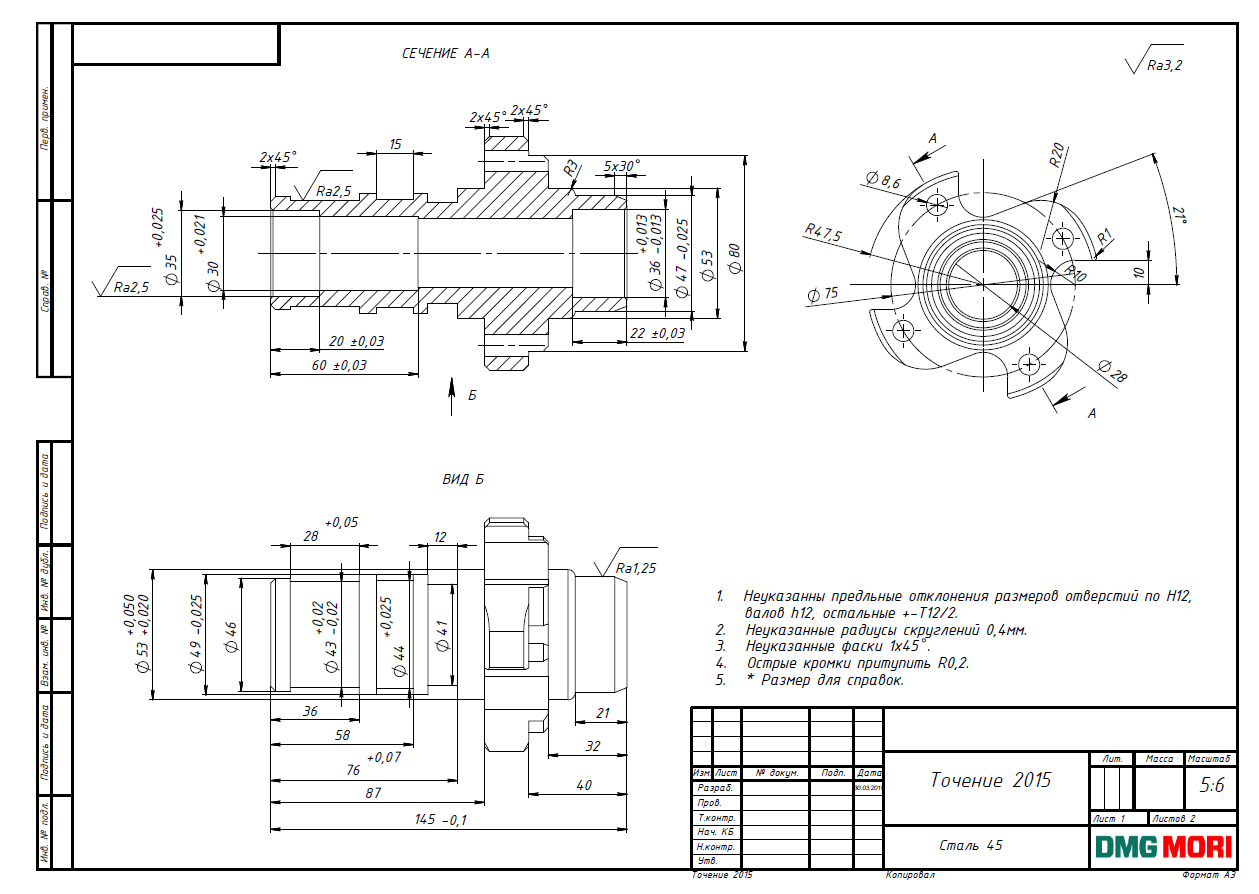 СЕЧЕНИЕ А-А
Ra3,2
2x45°
2x45°
2x45°
15
R3
5x30°
Ra2,5
Ra2,5
+0,025
⌀35
+0,021
⌀30
+0,013
⌀36 -0,013
⌀47 -0,025
⌀53
⌀80
20 ±0,03
60 ±0,03
22 ±0,03
Б
А
⌀8,6
R20
R47,5
21°
R1
R10
10
⌀75
⌀28
А
ВИД Б
+0,05
28
12
Ra1,25
+0,050
⌀53 +0,020
⌀49 -0,025
⌀46
+0,02
⌀43 -0,02
+0,025
⌀44
⌀41
36
58
+0,07
76
87
145 -0,1
21
32
40
1. Неуказанны предльные отклонения размеров отверстий по Н12,
валов h12, остальные +-Т12/2.
2. Неуказанные радиусы скруглений 0,4мм.
3. Неуказанные фаски 1x45°.
4. Острые кромки притупить R0,2.
5. * Размер для справок.
Перв. примен.
Справ. №
Подпись и дата
Инв. № дубл.
Взам. инв. №
Подпись и дата
Инв. № подл.
Изм. Лист № докум. Подп. Дата
Разраб. 30.03.201
Пров.
Т.контр.
Нач. КБ
Н.контр.
Утв.
Точение 2015
Сталь 45
Лит. Масса Масштаб
5:6
Лист 1 Листов 2
DMG MORI
Точение 2015 Копировал Формат А3